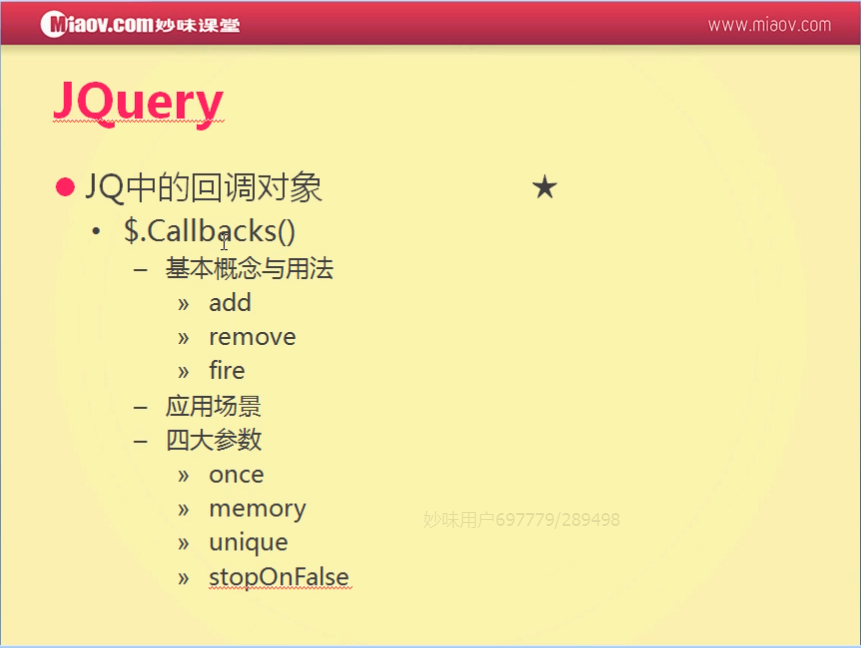 Miaov.com妙味课堂
www.miaov.com
JQuery
JQ中的回调对象 ★
$.Callbacks()
基本概念与用法
add
remove
fire
应用场景
四大参数
once
memory
妙味用户697779/289498
unique
stopOnFalse